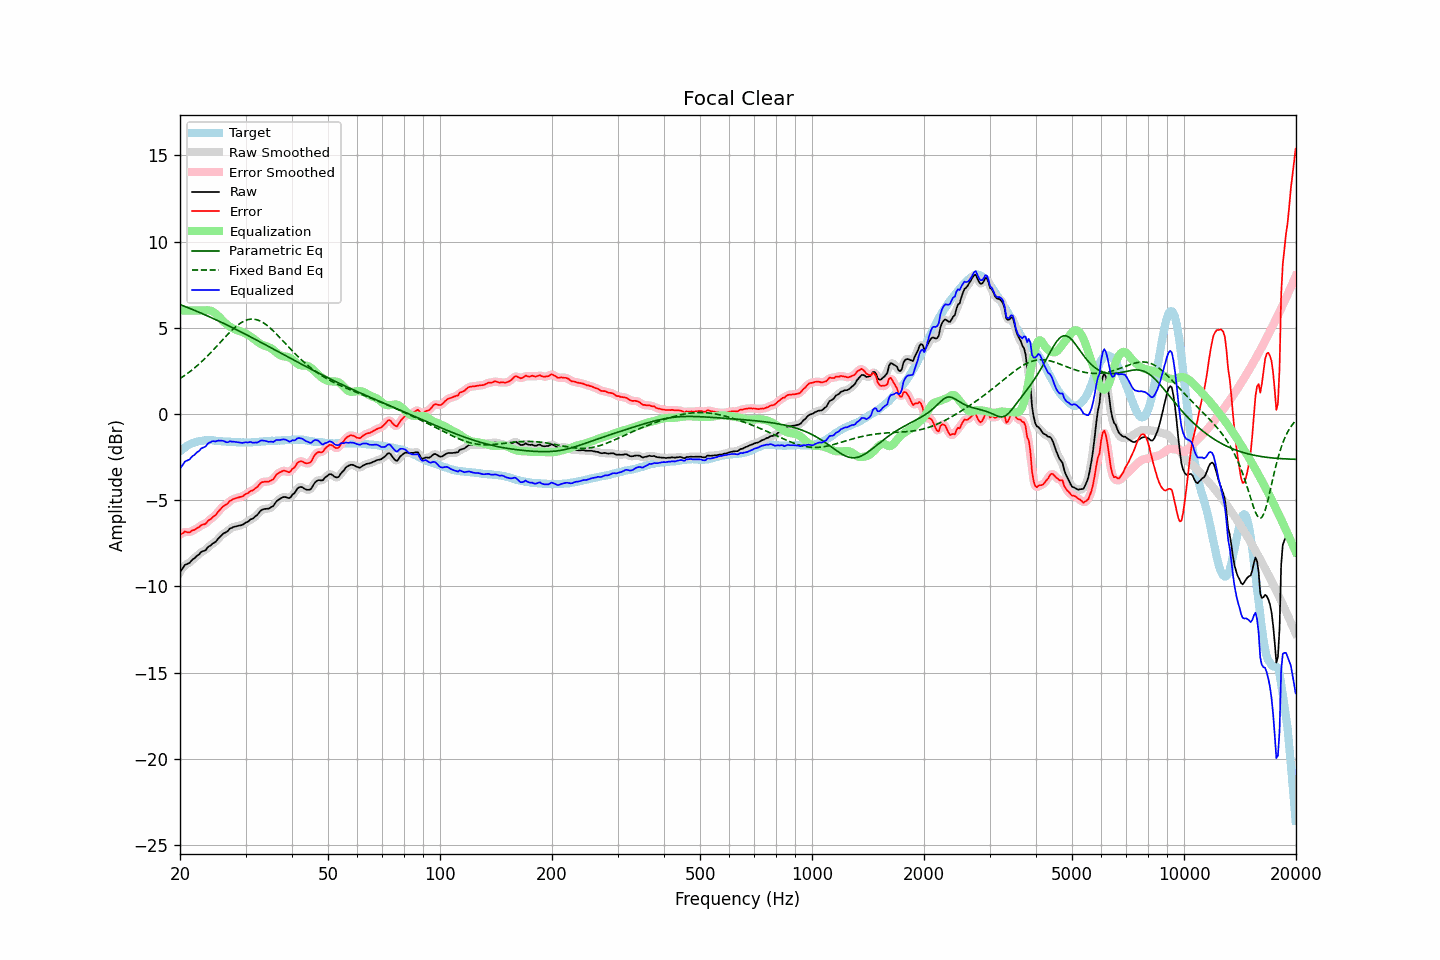 Focal Clear
Target
Raw Smoothed
Error Smoothed
Raw
Error
Equalization
Parametric Eq
Fixed Band Eq
Equalized
15
10
5
0
−5
−10
−15
−20
−25
Amplitude (dBr)
20 50 100 200 500 1000 2000 5000 10000 20000
Frequency (Hz)